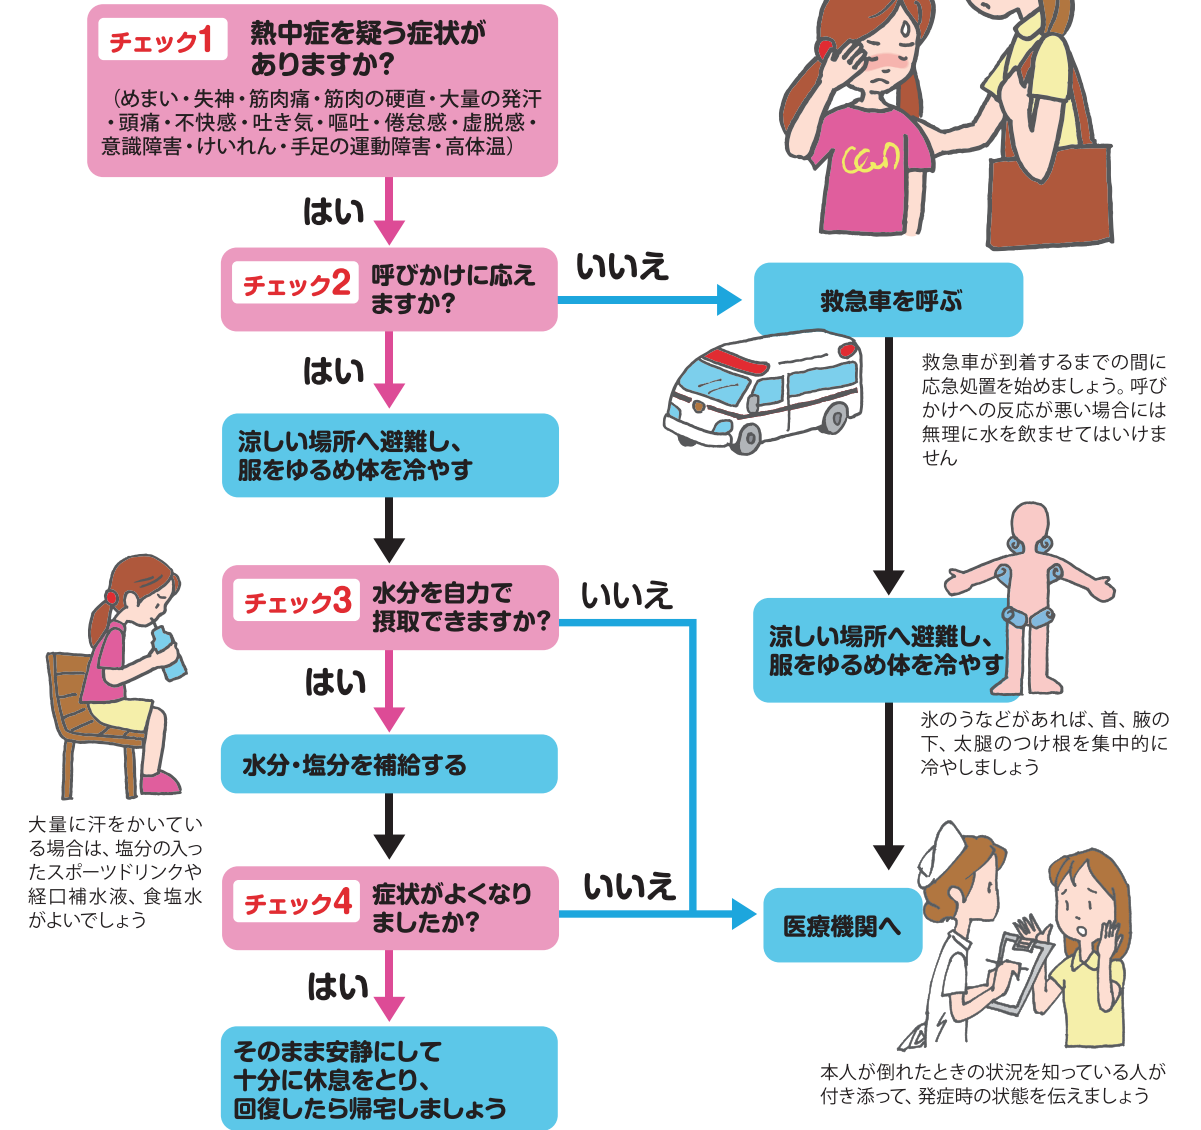 チェック1
熱中症を疑う症状が
ありますか?
（めまい・失神・筋肉痛・筋肉の硬直・大量の発汗
・頭痛・不快感・吐き気・嘔吐・倦怠感・虚脱感・
意識障害・けいれん・手足の運動障害・高体温）
はい
チェック2
呼びかけに応え
ますか?
いいえ
救急車を呼ぶ
救急車が到着するまでの間に
応急処置を始めましょう。呼び
かけへの反応が悪い場合には
無理に水を飲ませてはいけま
せん
はい
涼しい場所へ避難し、
服をゆるめ体を冷やす
チェック3
水分を自力で
摂取できますか?
いいえ
涼しい場所へ避難し、
服をゆるめ体を冷やす
氷のうなどがあれば、首、腋の
下、太腿のつけ根を集中的に
冷やしましょう
はい
水分・塩分を補給する
大量に汗をかいてい
る場合は、塩分の入っ
たスポーツドリンクや
経口補水液、食塩水
がよいでしょう
チェック4
症状がよくなり
ましたか?
いいえ
医療機関へ
本人が倒れたときの状況を知っている人が
付き添って、発症時の状態を伝えましょう
はい
そのまま安静にして
十分に休息をとり、
回復したら帰宅しましょう